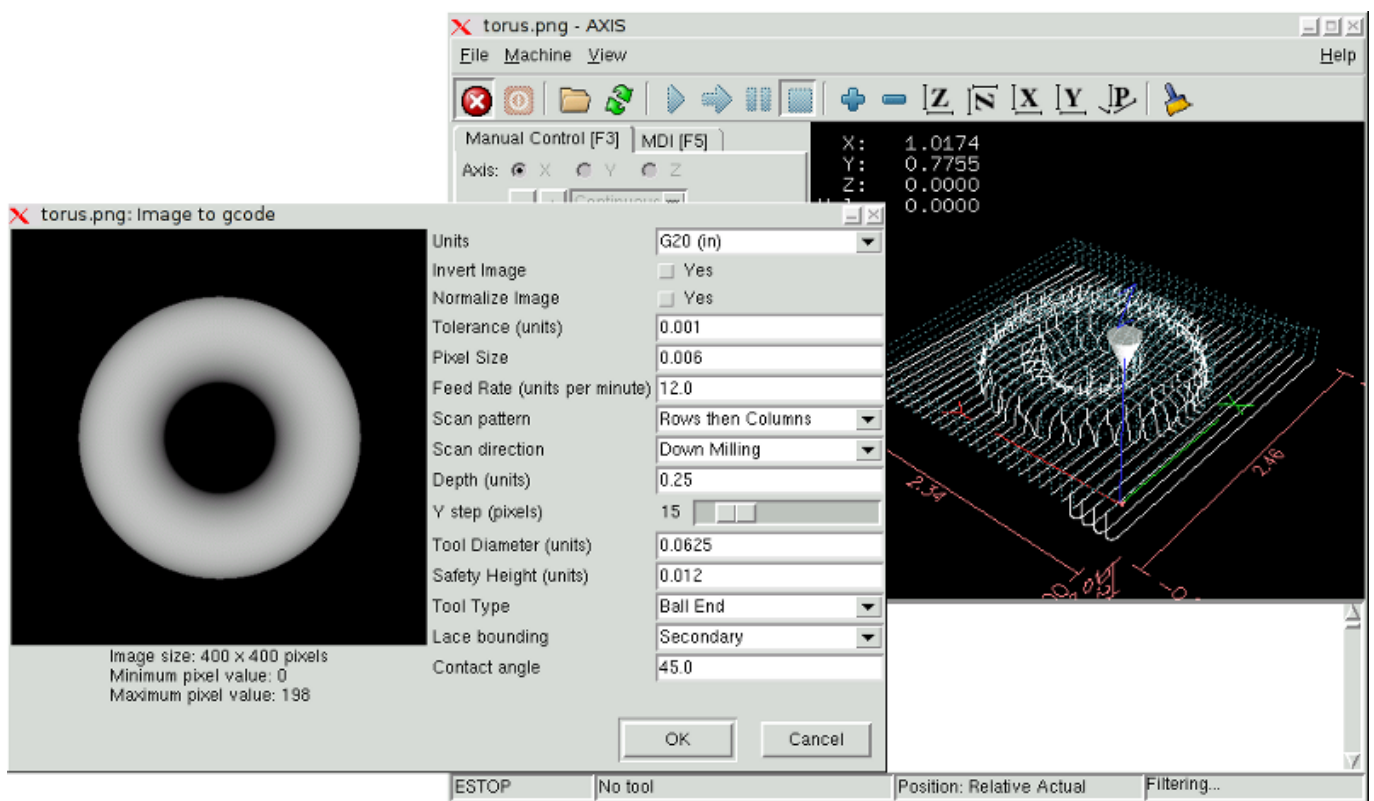 torus.png - AXIS
File Machine View Help
Z N X Y P
Manual Control [F3] MDI [F5]
Axis: X Y Z
Continuous
X: 1.0174
Y: 0.7755
Z: 0.0000
0.0000
torus.png: Image to gcode
Units G20 (in)
Invert Image Yes
Normalize Image Yes
Tolerance (units) 0.001
Pixel Size 0.006
Feed Rate (units per minute) 12.0
Scan pattern Rows then Columns
Scan direction Down Milling
Depth (units) 0.25
Y step (pixels) 15
Tool Diameter (units) 0.0625
Safety Height (units) 0.012
Tool Type Ball End
Lace bounding Secondary
Contact angle 45.0
Image size: 400 x 400 pixels
Minimum pixel value: 0
Maximum pixel value: 198
OK Cancel
X
2.34
2.46
ESTOP No tool Position: Relative Actual Filtering...